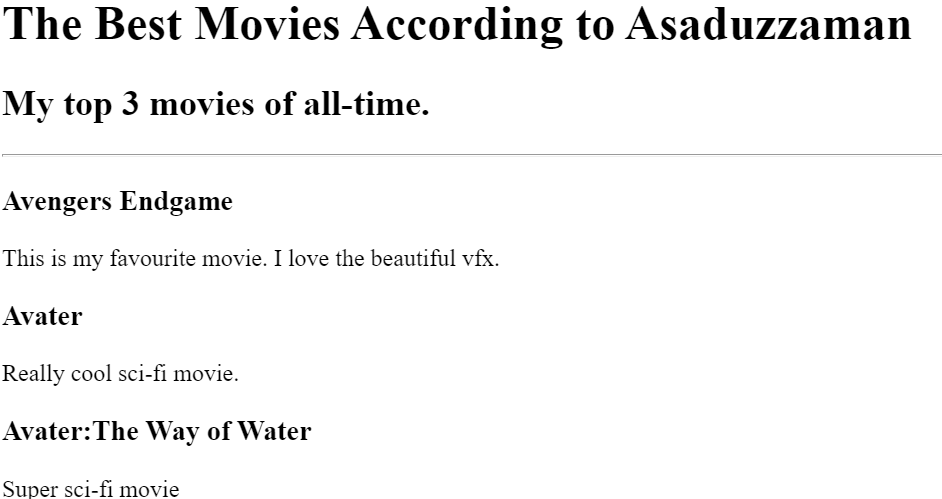 The Best Movies According to Asaduzzaman
My top 3 movies of all-time.
Avengers Endgame
This is my favourite movie. I love the beautiful vfx.
Avater
Really cool sci-fi movie.
Avater:The Way of Water
Super sci-fi movie